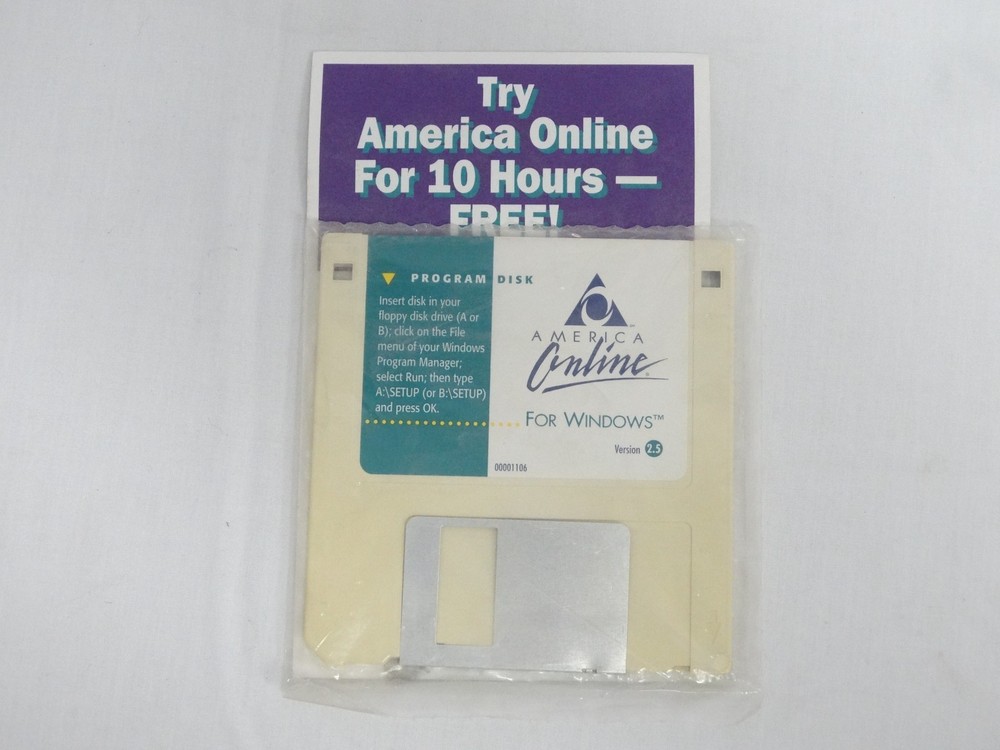 Try
America Online
For 10 Hours —
FREE!
PROGRAM DISK
Insert disk in your
floppy disk drive (A or
B); click on the File
menu of your Windows
Program Manager;
select Run; then type
A:\SETUP (or B:\SETUP)
and press OK.
AMERICA
Online®
FOR WINDOWS™
Version 2.5
00001106